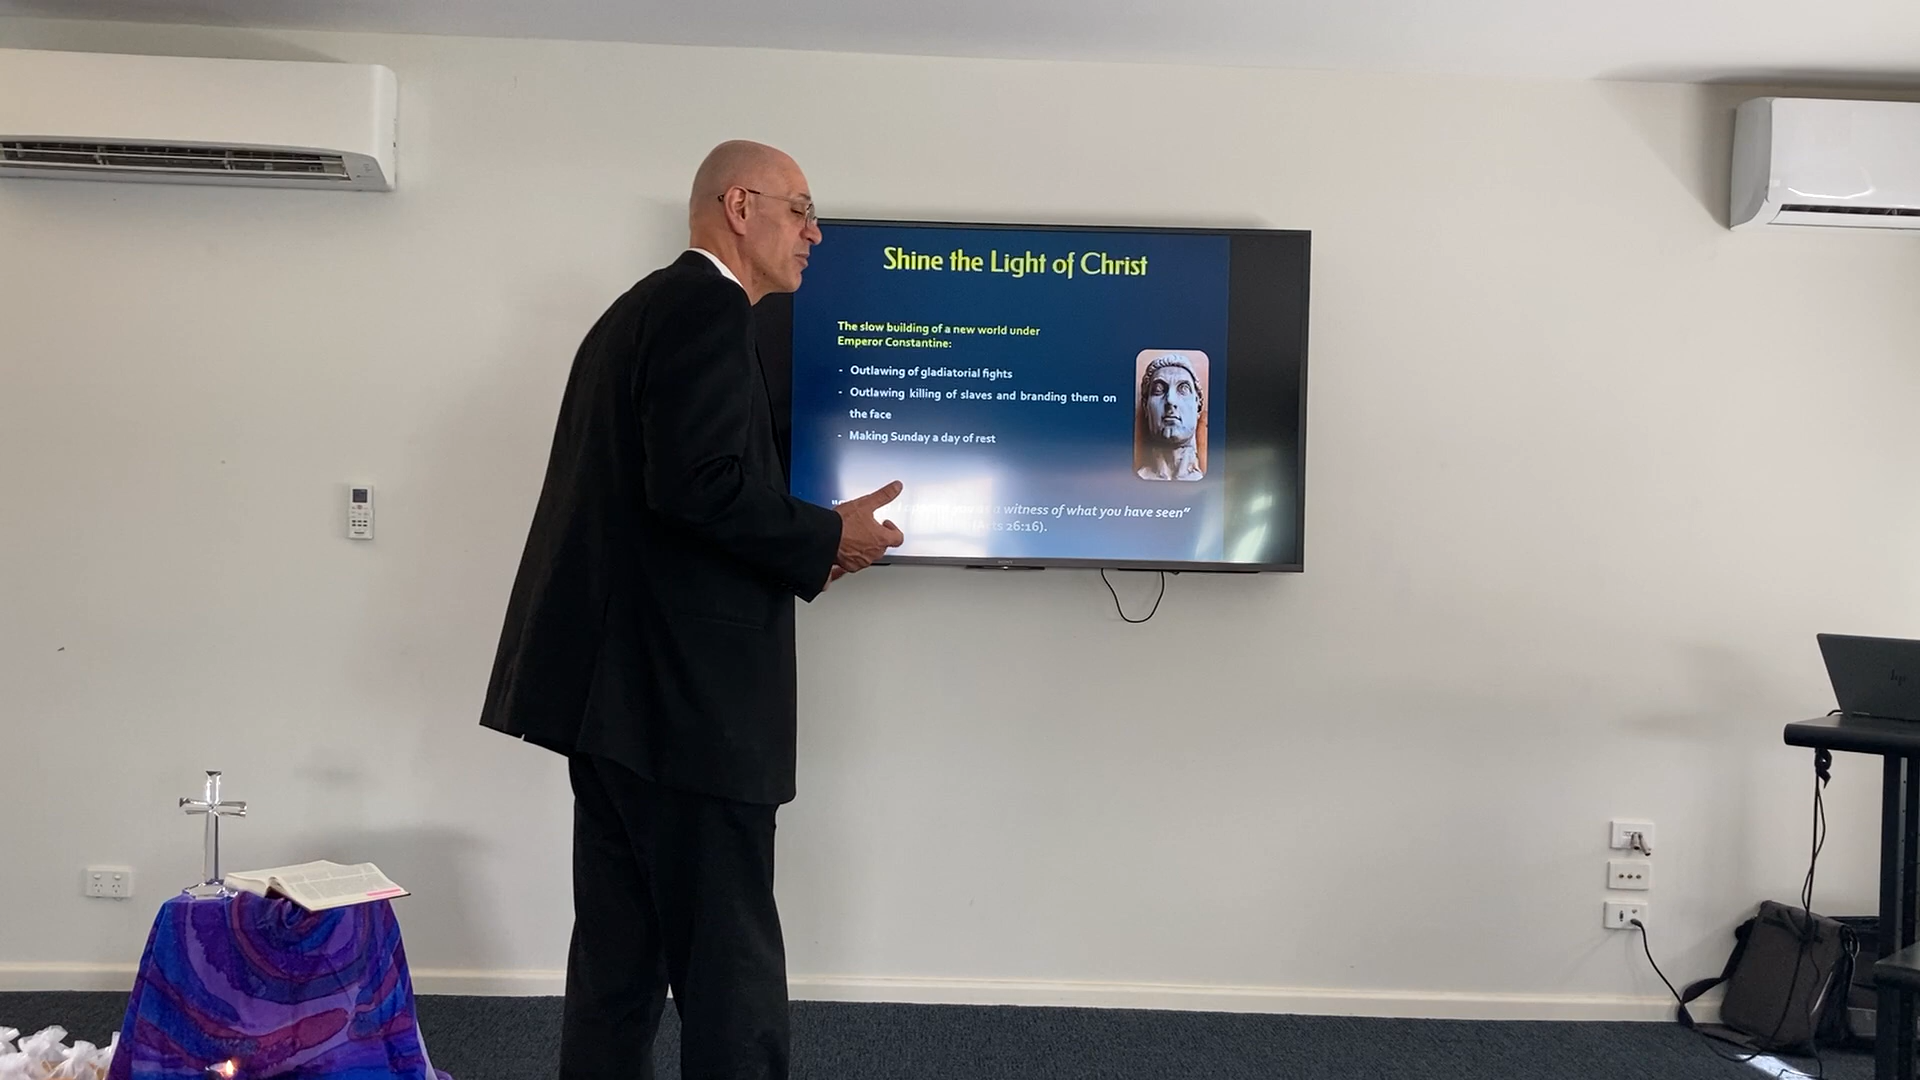 Shine the Light of Christ
The slow building of a new world under
Emperor Constantine:
- Outlawing of gladiatorial fights
- Outlawing killing of slaves and branding them on
the face
- Making Sunday a day of rest
a witness of what you have seen"
26:16).
hp